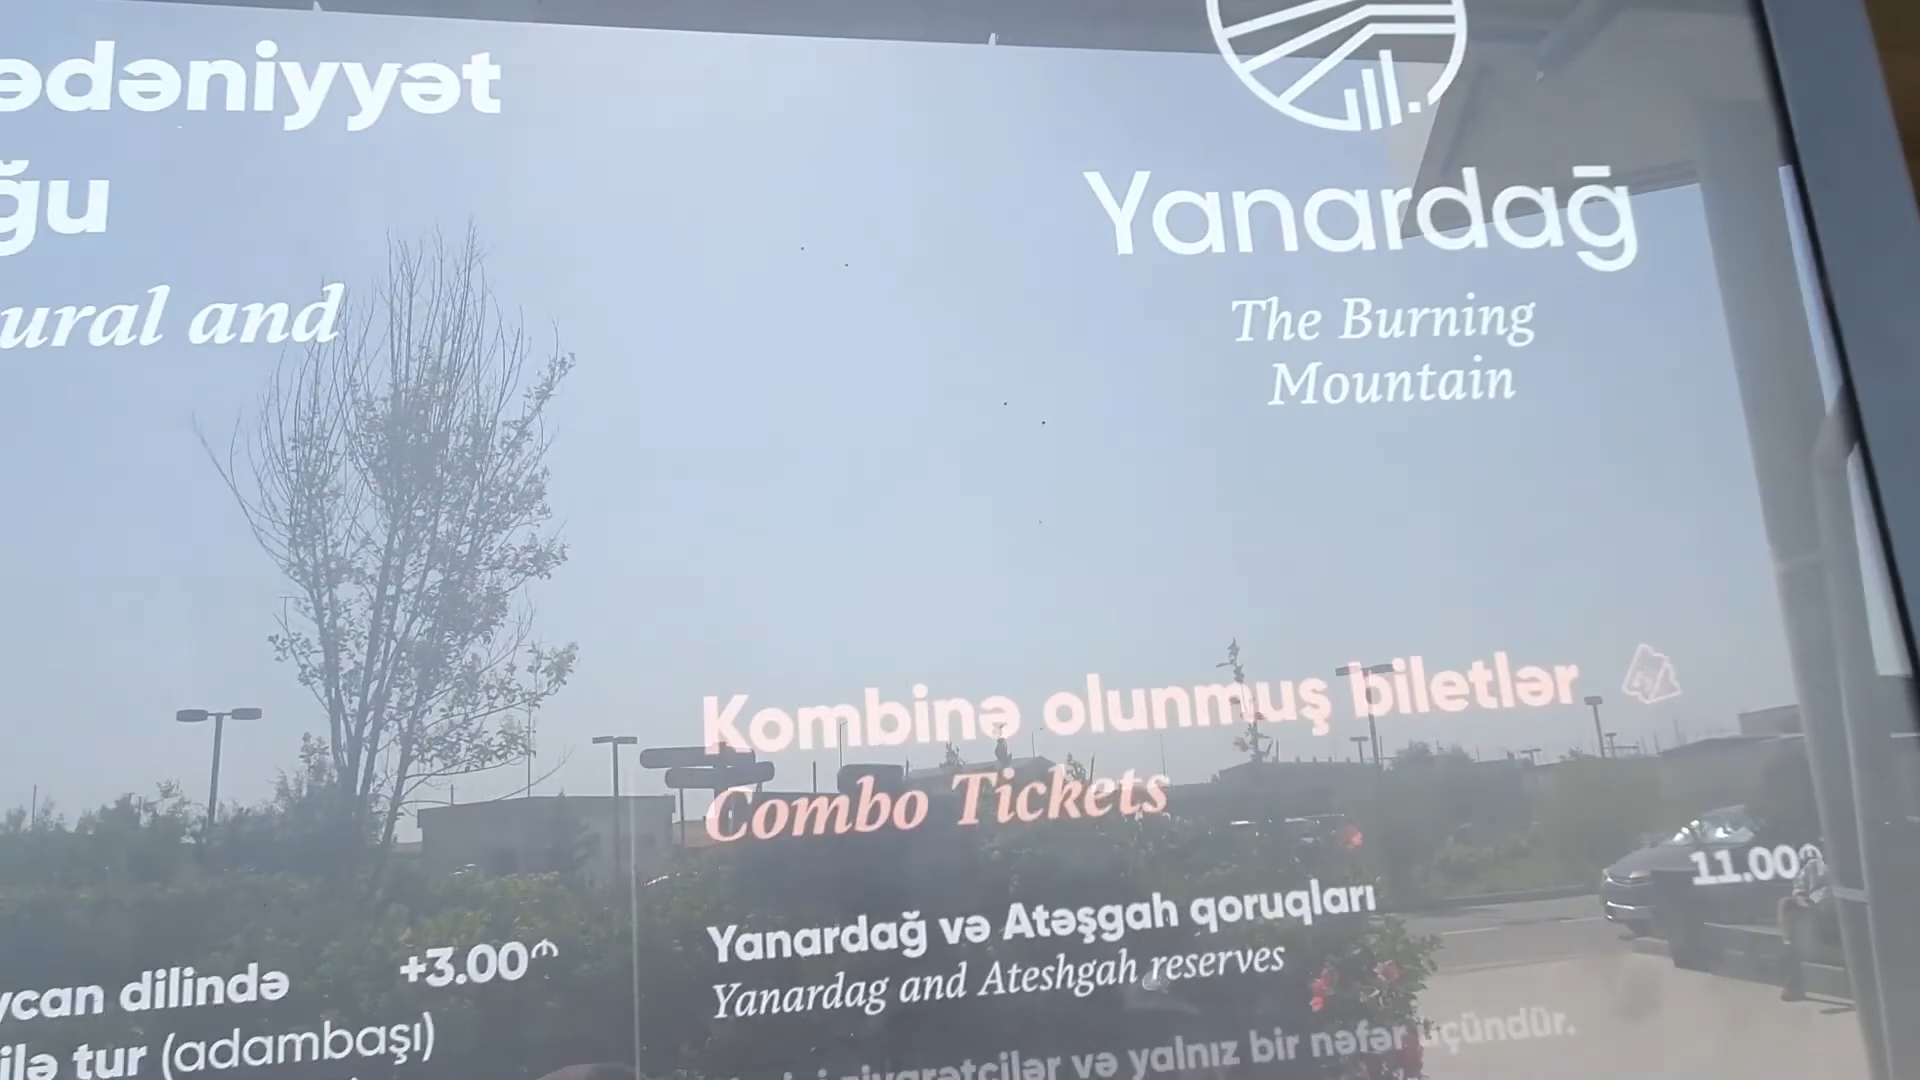 ədəniyyət
ğu
ural and
Yanardağ
The Burning
Mountain
Kombinə olunmuş biletlər
Combo Tickets
Yanardağ və Atəşgah qoruqları
Yanardag and Ateshgah reserves
11.00₼
ycan dilində
ilə tur (adambaşı)
+3.00₼
ziyarətçilər və yalnız bir nəfər üçündür.